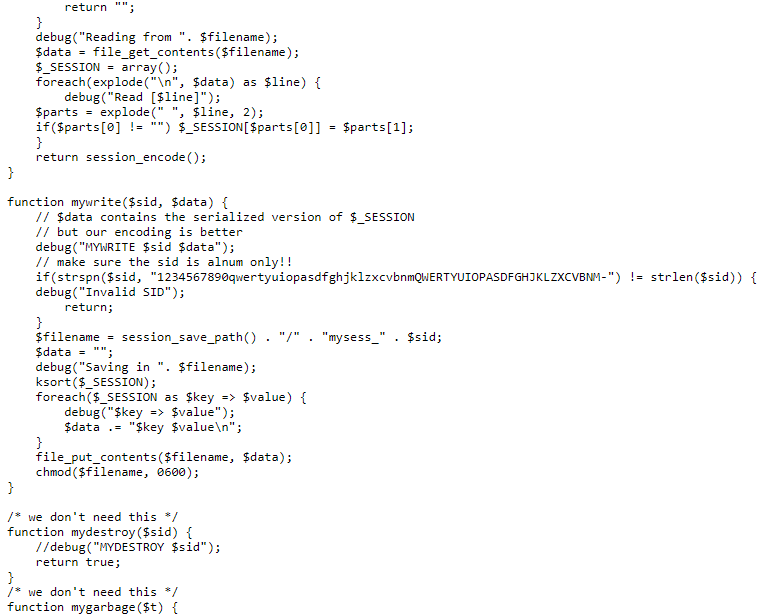 return "";
    }
    debug("Reading from ". $filename);
    $data = file_get_contents($filename);
    $_SESSION = array();
    foreach(explode("\n", $data) as $line) {
        debug("Read [$line]");
    $parts = explode(" ", $line, 2);
    if($parts[0] != "") $_SESSION[$parts[0]] = $parts[1];
    }
    return session_encode();
}

function mywrite($sid, $data) {
    // $data contains the serialized version of $_SESSION
    // but our encoding is better
    debug("MYWRITE $sid $data");
    // make sure the sid is alnum only!!
    if(strspn($sid, "1234567890qwertyuiopasdfghjklzxcvbnmQWERTYUIOPASDFGHJKLZXCVBNM-") != strlen($sid)) {
    debug("Invalid SID");
        return;
    }
    $filename = session_save_path() . "/" . "mysess_" . $sid;
    $data = "";
    debug("Saving in ". $filename);
    ksort($_SESSION);
    foreach($_SESSION as $key => $value) {
        debug("$key => $value");
        $data .= "$key $value\n";
    }
    file_put_contents($filename, $data);
    chmod($filename, 0600);
}

/* we don't need this */
function mydestroy($sid) {
    //debug("MYDESTROY $sid");
    return true;
}
/* we don't need this */
function mygarbage($t) {